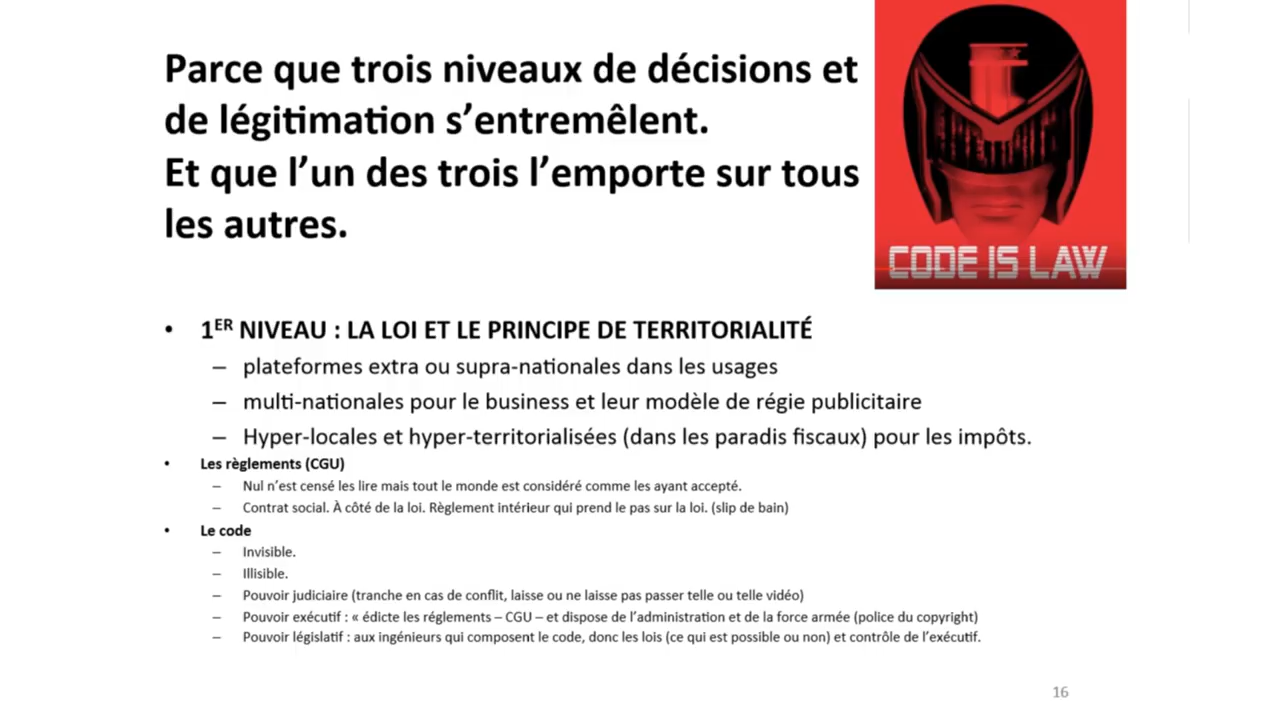 Parce que trois niveaux de décisions et
de légitimation s’entremêlent.
Et que l’un des trois l’emporte sur tous
les autres.
CODE IS LAW
• 1ER NIVEAU : LA LOI ET LE PRINCIPE DE TERRITORIALITÉ
– plateformes extra ou supra-nationales dans les usages
– multi-nationales pour le business et leur modèle de régie publicitaire
– Hyper-locales et hyper-territorialisées (dans les paradis fiscaux) pour les impôts.
• Les règlements (CGU)
– Nul n’est censé les lire mais tout le monde est considéré comme les ayant accepté.
– Contrat social. À côté de la loi. Règlement intérieur qui prend le pas sur la loi. (slip de bain)
• Le code
– Invisible.
– Illisible.
– Pouvoir judiciaire (tranche en cas de conflit, laisse ou ne laisse pas passer telle ou telle vidéo)
– Pouvoir exécutif : « édicte les réglements – CGU – et dispose de l’administration et de la force armée (police du copyright)
– Pouvoir législatif : aux ingénieurs qui composent le code, donc les lois (ce qui est possible ou non) et contrôle de l’exécutif.
16